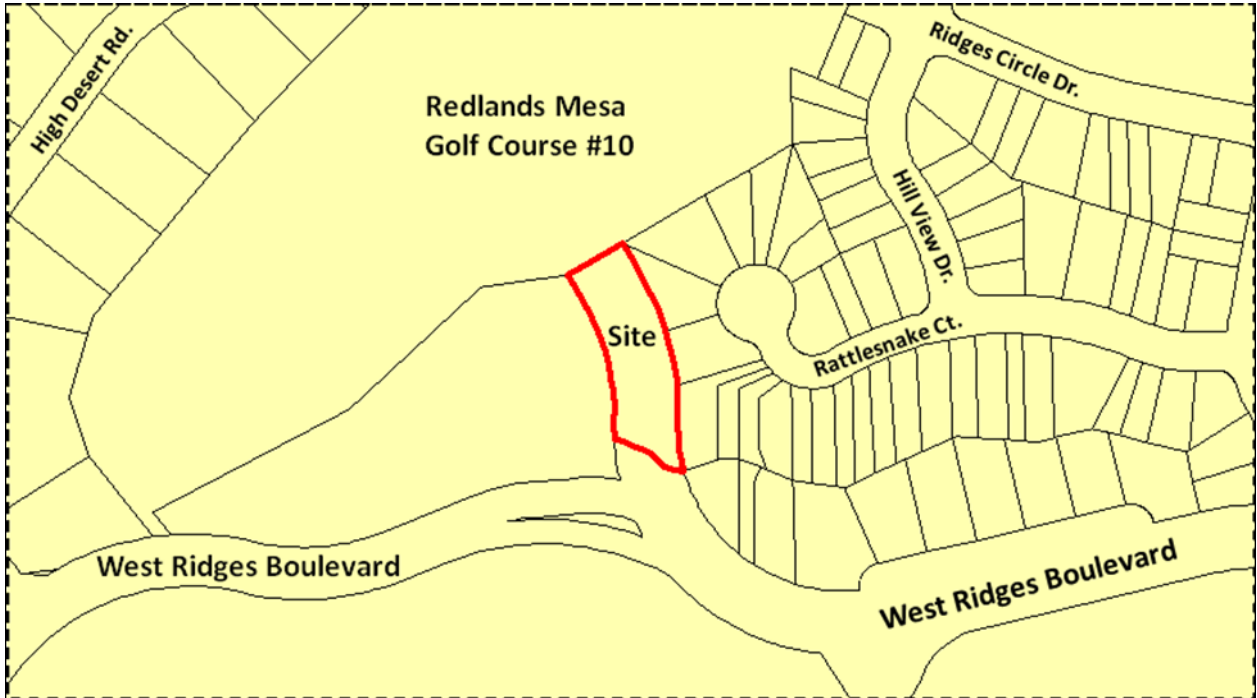 High Desert Rd.
Redlands Mesa
Golf Course #10
Ridges Circle Dr.
Hill View Dr.
Site
Rattlesnake Ct.
West Ridges Boulevard
West Ridges Boulevard